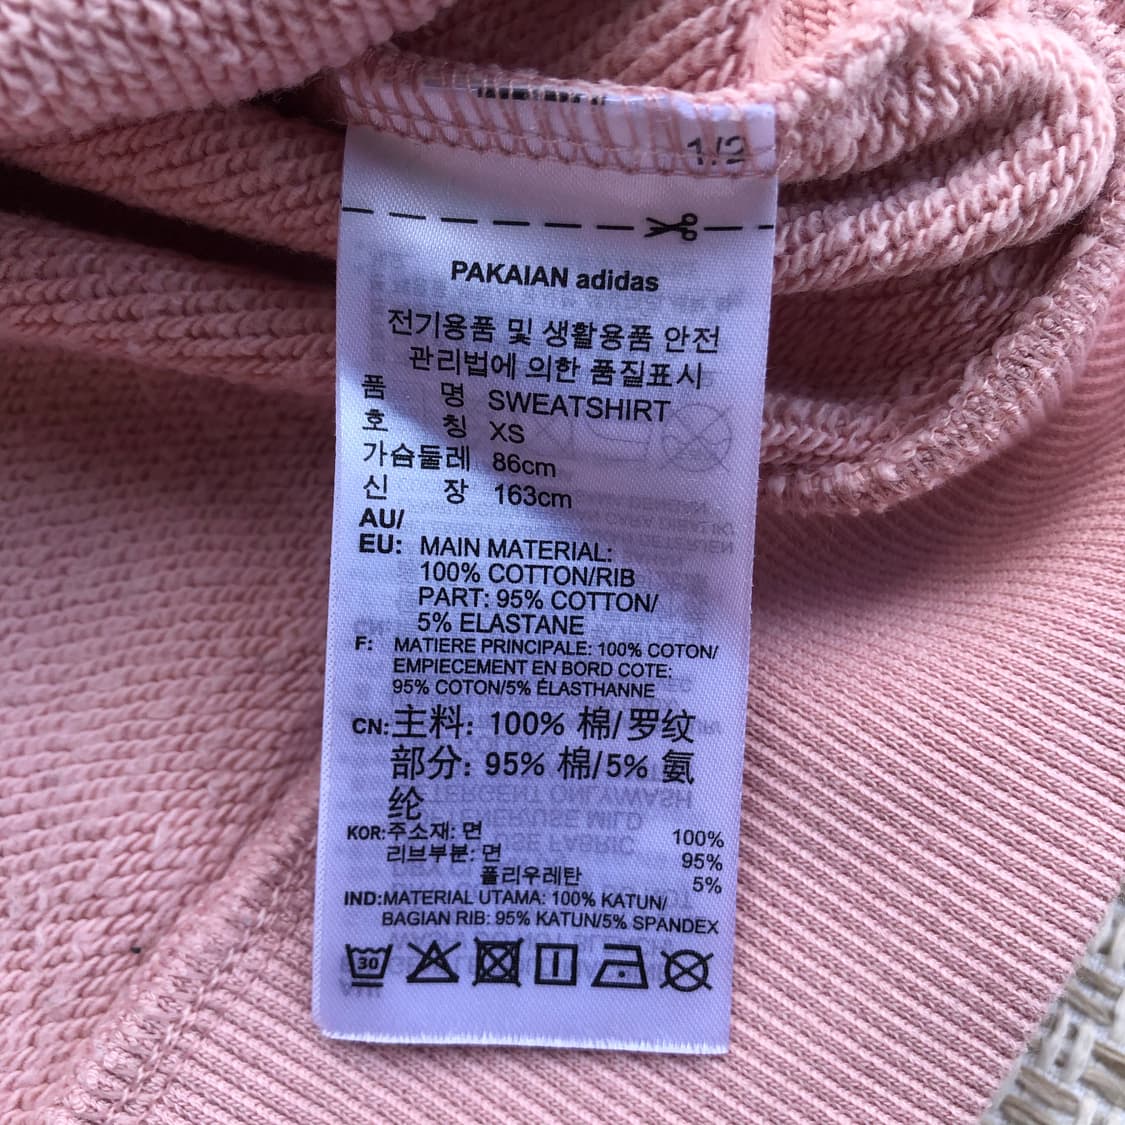 1/2
PAKAIAN adidas
전기용품 및 생활용품 안전
관리법에 의한 품질표시
품 명 SWEATSHIRT
호 칭 XS
가슴둘레 86cm
신 장 163cm
AU/
EU: MAIN MATERIAL:
100% COTTON/RIB
PART: 95% COTTON/
5% ELASTANE
F: MATIERE PRINCIPALE: 100% COTON/
EMPIECEMENT EN BORD COTE:
95% COTON/5% ÉLASTHANNE
CN: 主料: 100% 棉/罗纹
部分: 95% 棉/5% 氨
纶
KOR: 주소재: 면 100%
리브부분: 면 95%
폴리우레탄 5%
IND: MATERIAL UTAMA: 100% KATUN/
BAGIAN RIB: 95% KATUN/5% SPANDEX
30